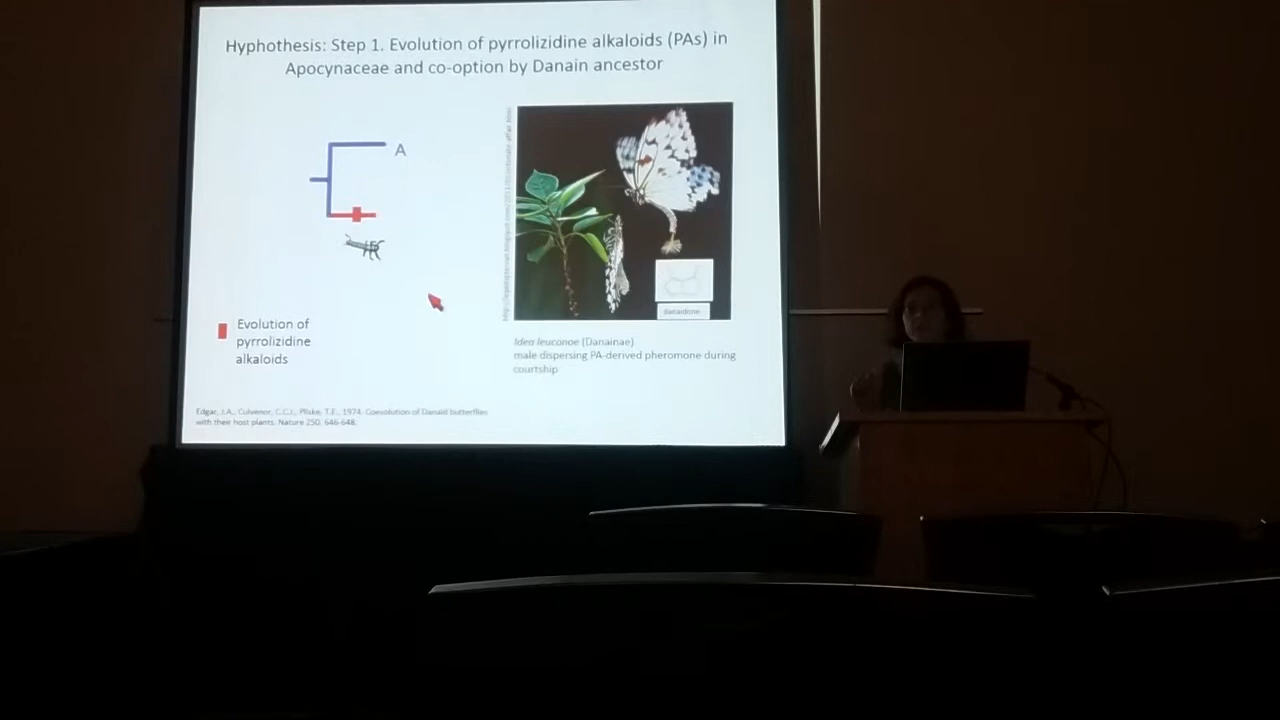 Hyphothesis: Step 1. Evolution of pyrrolizidine alkaloids (PAs) in
Apocynaceae and co-option by Danain ancestor
A
danaidone
Evolution of
pyrrolizidine
alkaloids
Idea leuconoe (Danainae)
male dispersing PA-derived pheromone during
courtship
Edgar, J.A., Culvenor, C.C.J., Pliske, T.E., 1974. Coevolution of Danaid butterflies
with their host plants. Nature 250, 646-648.